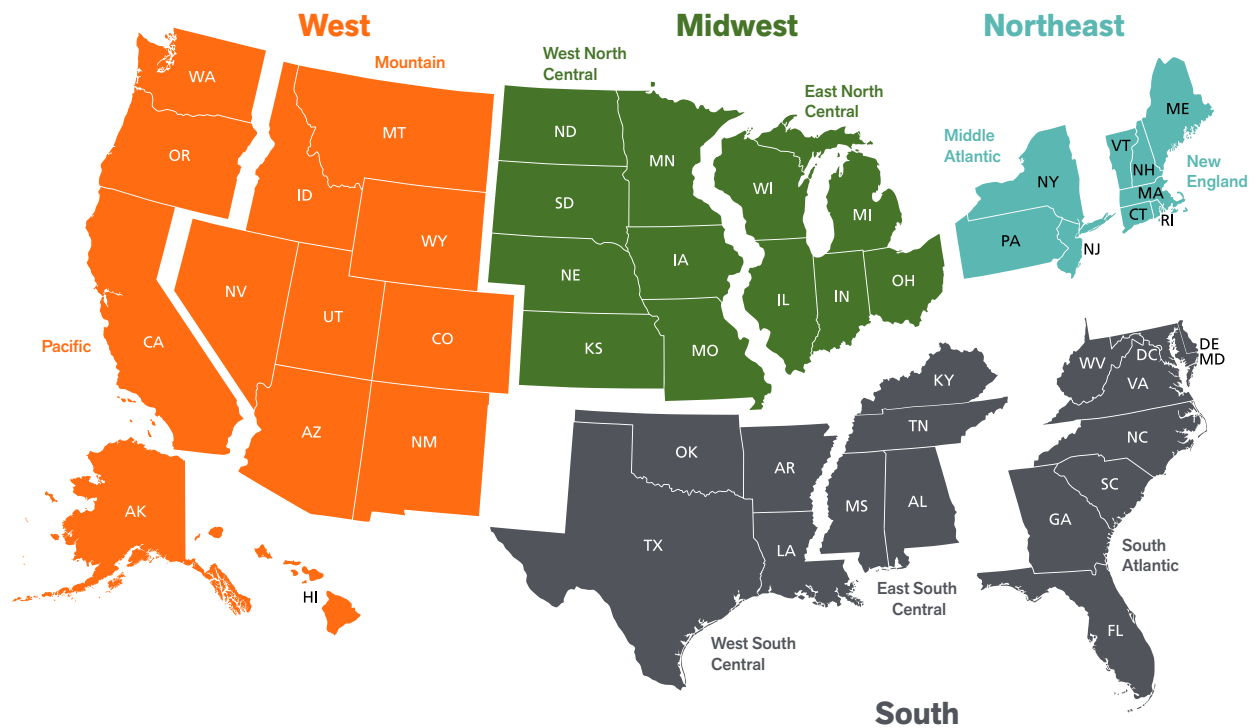 West
Midwest
Northeast
West North
Central
Mountain
East North
Central
Middle
Atlantic
New
England
Pacific
WA
OR
CA
AK
HI
MT
ID
WY
NV
UT
CO
AZ
NM
ND
SD
NE
KS
MN
IA
MO
WI
MI
IL
IN
OH
NY
PA
NJ
ME
VT
NH
MA
CT
RI
OK
TX
AR
LA
KY
TN
MS
AL
WV
DC
DE
MD
VA
NC
SC
GA
FL
South
Atlantic
East South
Central
West South
Central
South